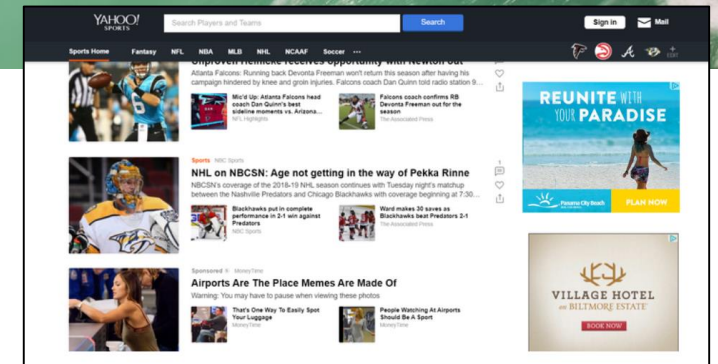 YAHOO!
SPORTS
Search Players and Teams
Search
Sign in
Mail
Sports Home Fantasy NFL NBA MLB NHL NCAAF Soccer •••
EDIT
Unproven Heinicke receives opportunity with Newton out
Atlanta Falcons: Running back Devonta Freeman won't return this season after having his
campaign hindered by knee and groin injuries. Falcons coach Dan Quinn told radio station 9...
Mic'd Up: Atlanta Falcons head
coach Dan Quinn's best
sideline moments vs. Arizona...
NFL Highlights
Falcons coach confirms RB
Devonta Freeman out for the
season
The Associated Press
Sports NBC Sports
NHL on NBCSN: Age not getting in the way of Pekka Rinne
NBCSN's coverage of the 2018-19 NHL season continues with Tuesday night's matchup
between the Nashville Predators and Chicago Blackhawks with coverage beginning at 7:30...
1
Blackhawks put in complete
performance in 2-1 win against
Predators
NBC Sports
Ward makes 30 saves as
Blackhawks beat Predators 2-1
The Associated Press
Sponsored MoneyTime
Airports Are The Place Memes Are Made Of
Warning: You may have to pause when viewing these photos
That's One Way To Easily Spot
Your Luggage
MoneyTime
People Watching At Airports
Should Be A Sport
MoneyTime
REUNITE WITH
YOUR PARADISE
Panama City Beach
PLAN NOW
VILLAGE HOTEL
ON BILTMORE ESTATE
BOOK NOW